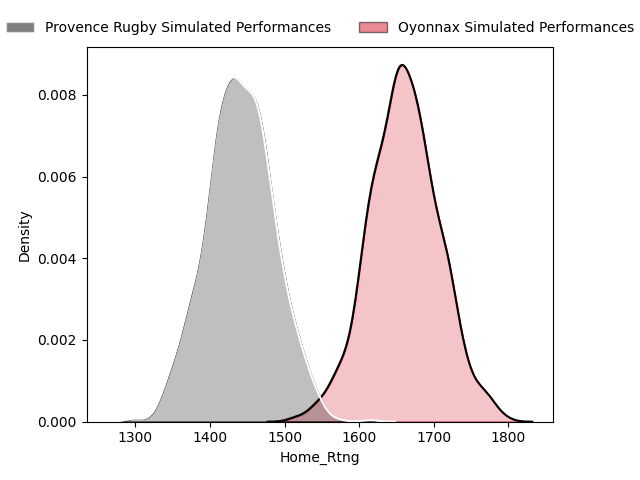 Provence Rugby Simulated Performances
Oyonnax Simulated Performances
Density
0.008
0.006
0.004
0.002
0.000
1300 1400 1500 1600 1700 1800
Home_Rtng